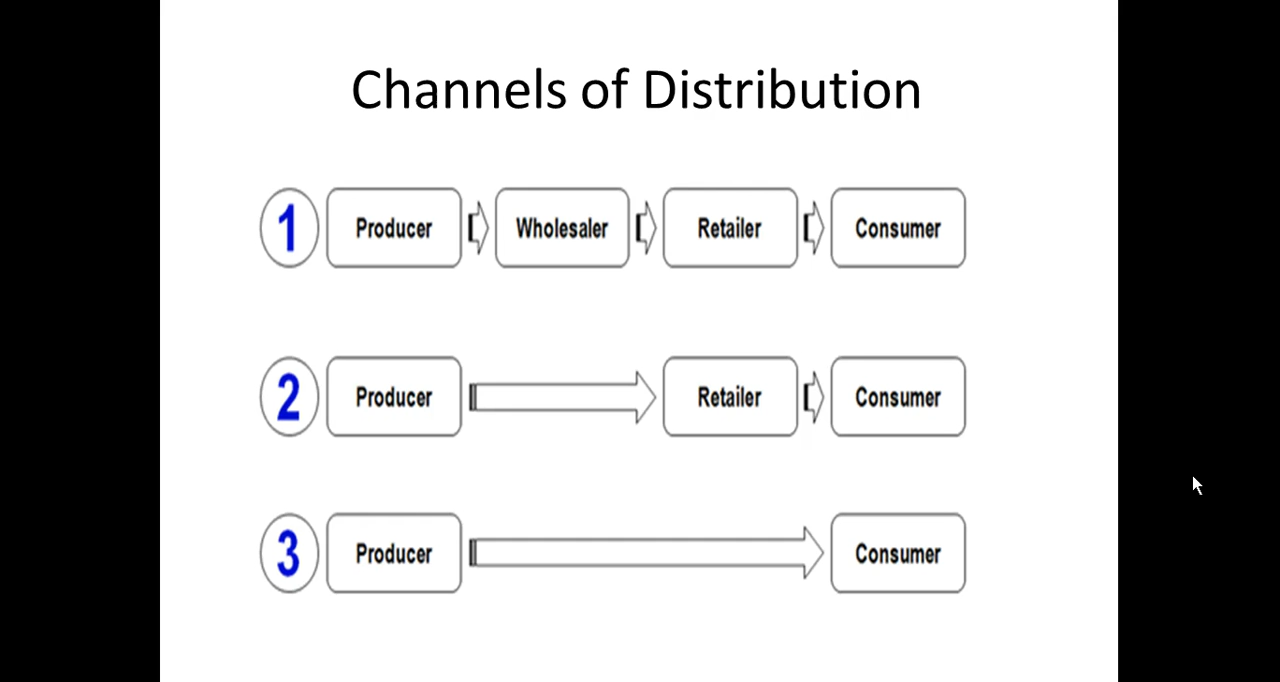 Channels of Distribution
1 Producer Wholesaler Retailer Consumer
2 Producer Retailer Consumer
3 Producer Consumer